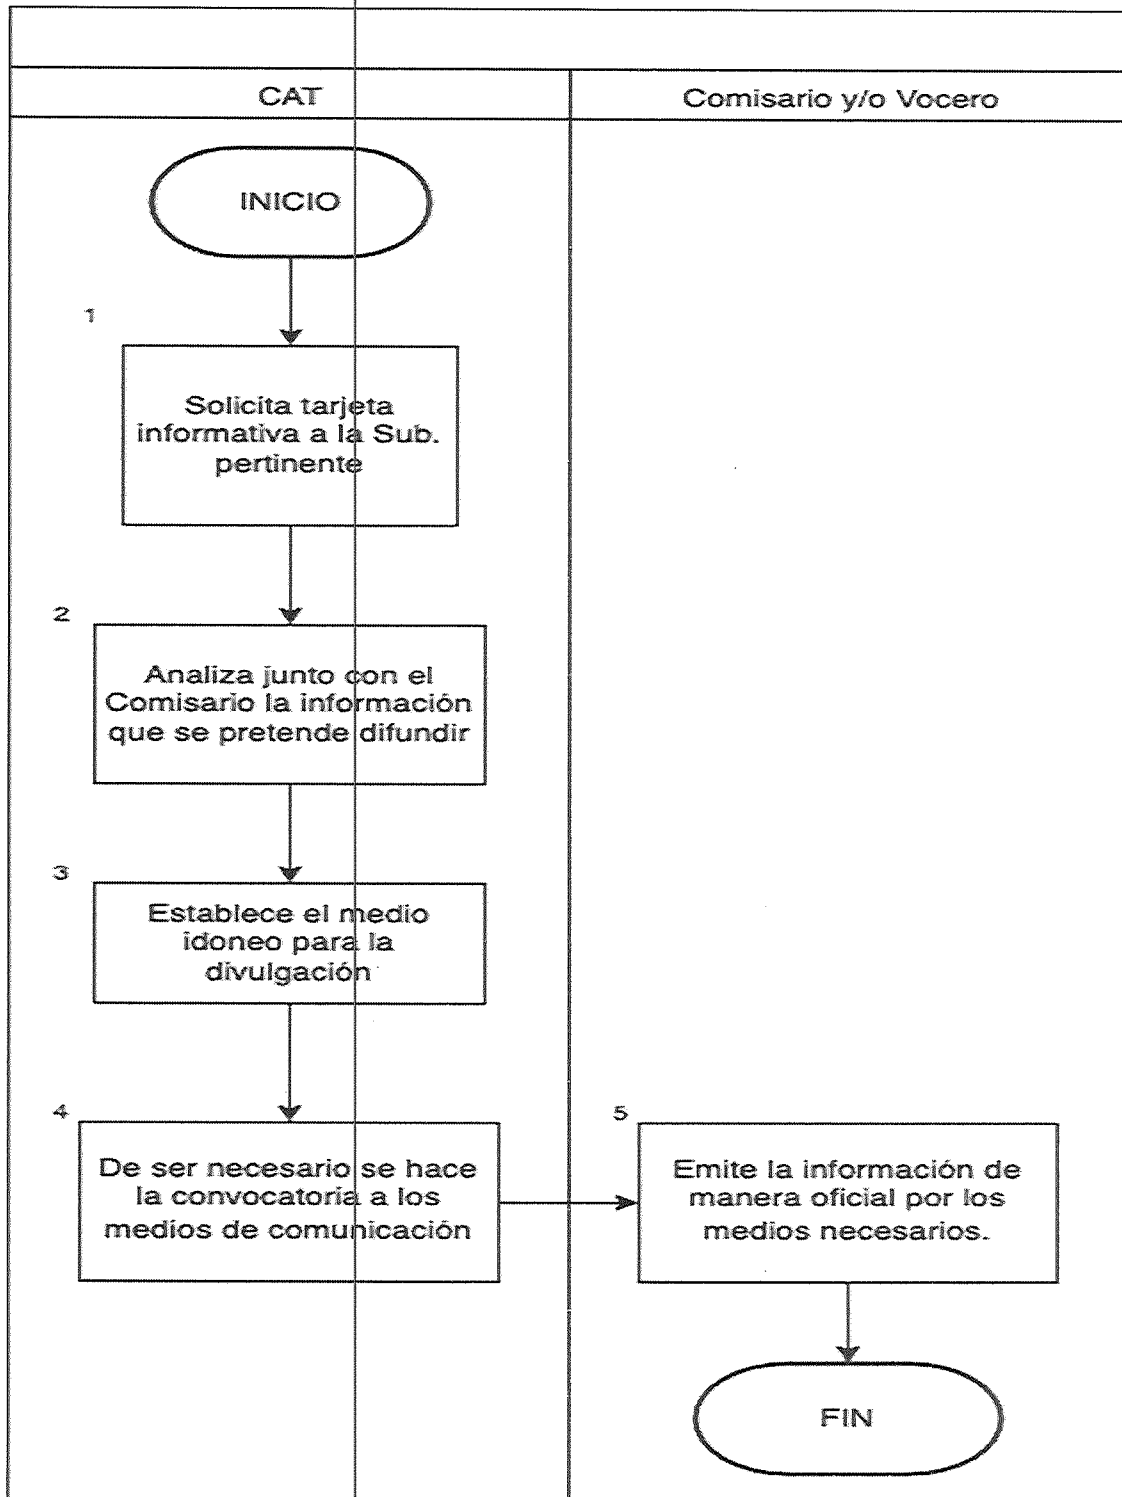 CAT
Comisario y/o Vocero
INICIO
1
Solicita tarjeta
informativa a la Sub.
pertinente
2
Analiza junto con el
Comisario la información
que se pretende difundir
3
Establece el medio
idoneo para la
divulgación
4
De ser necesario se hace
la convocatoria a los
medios de comunicación
5
Emite la información de
manera oficial por los
medios necesarios.
FIN